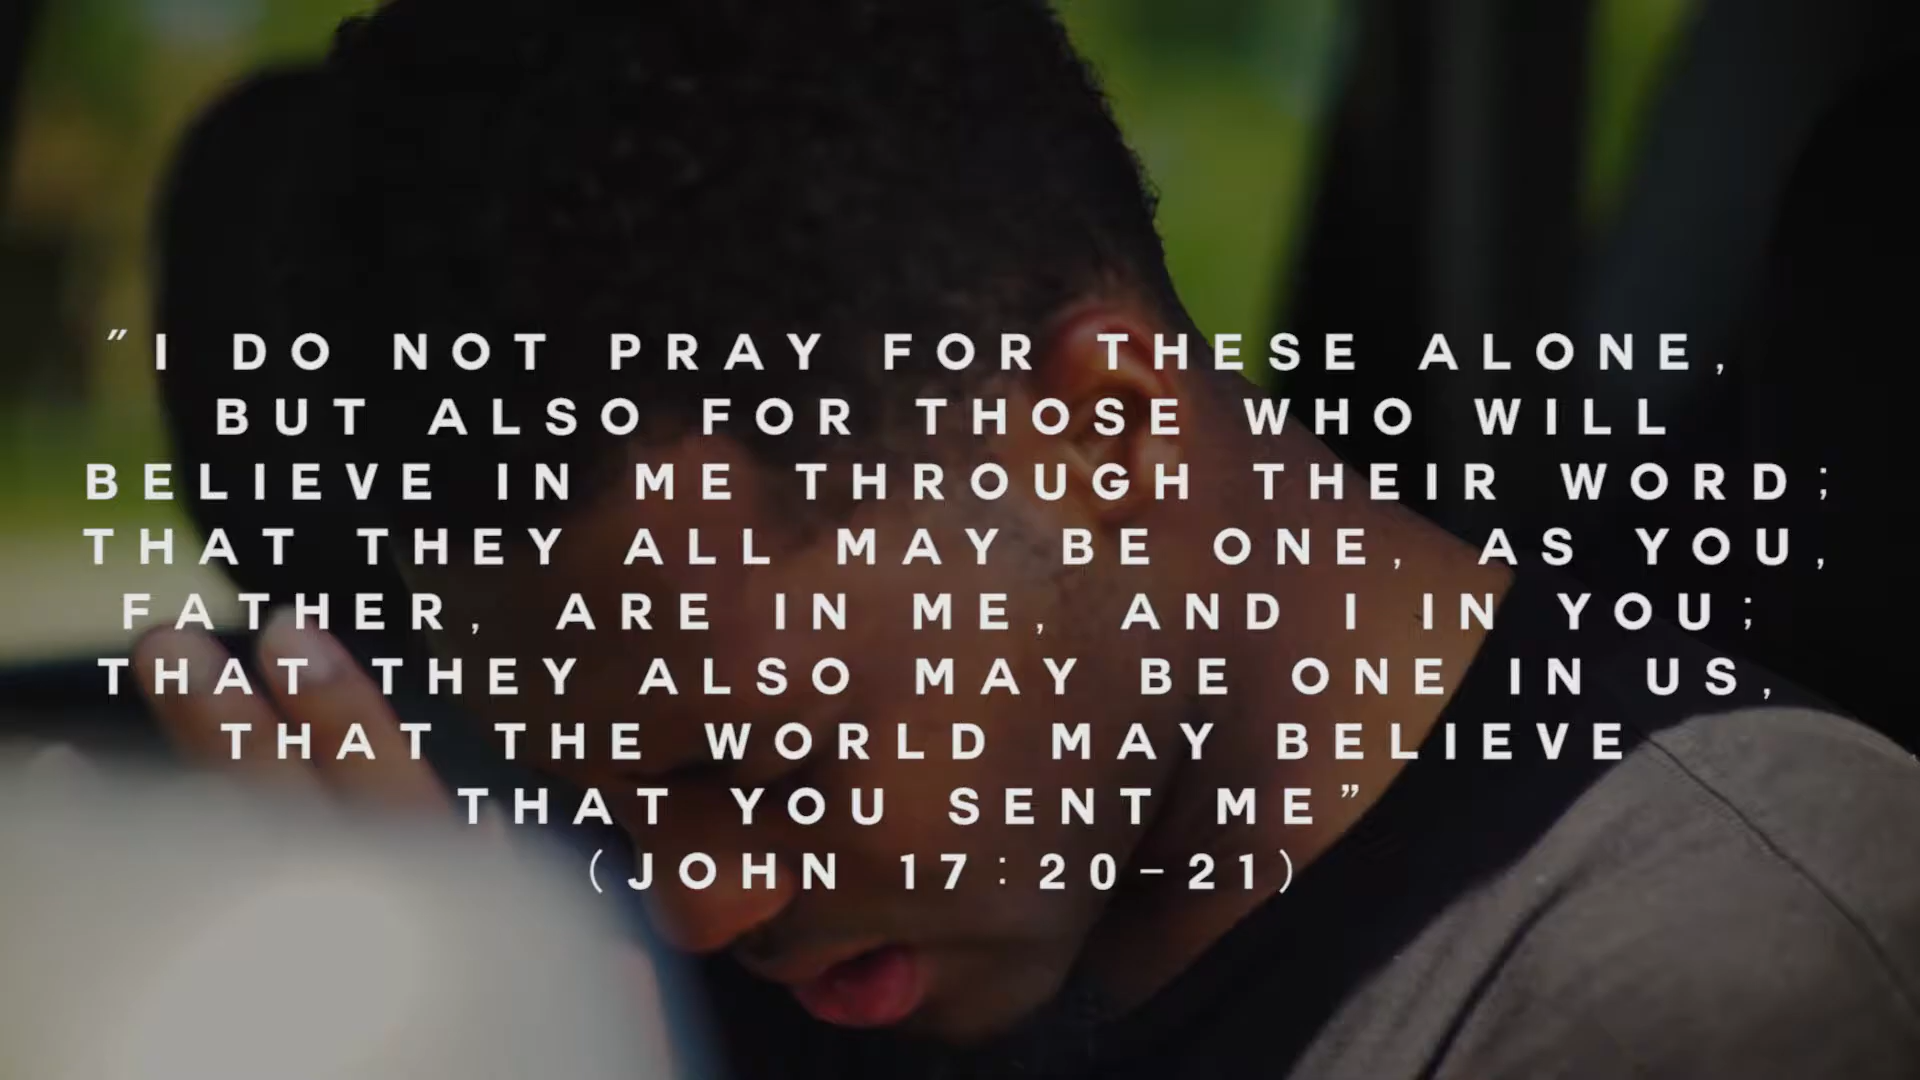 "I DO NOT PRAY FOR THESE ALONE,
BUT ALSO FOR THOSE WHO WILL
BELIEVE IN ME THROUGH THEIR WORD;
THAT THEY ALL MAY BE ONE, AS YOU,
FATHER, ARE IN ME, AND I IN YOU;
THAT THEY ALSO MAY BE ONE IN US,
THAT THE WORLD MAY BELIEVE
THAT YOU SENT ME”
(JOHN 17:20-21)